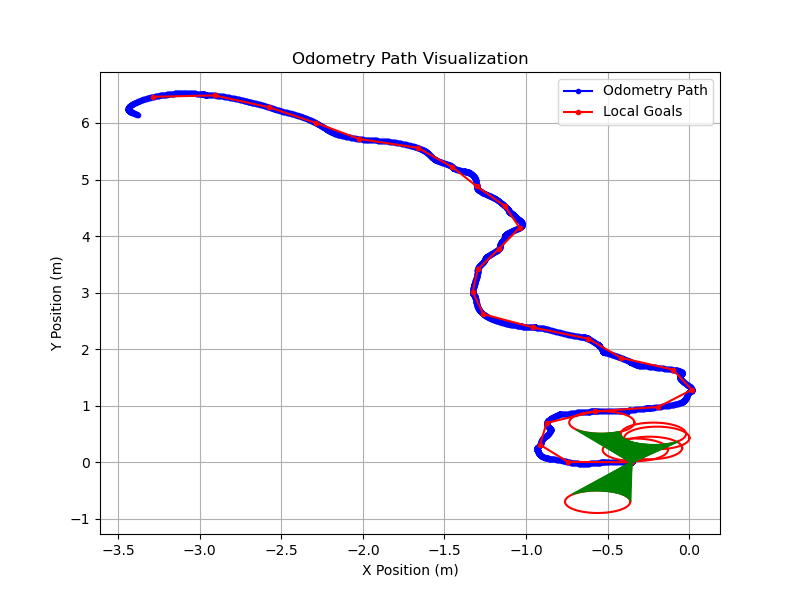 Odometry Path Visualization
Odometry Path
Local Goals
Y Position (m)
6
5
4
3
2
1
0
−1
−3.5 −3.0 −2.5 −2.0 −1.5 −1.0 −0.5 0.0
X Position (m)